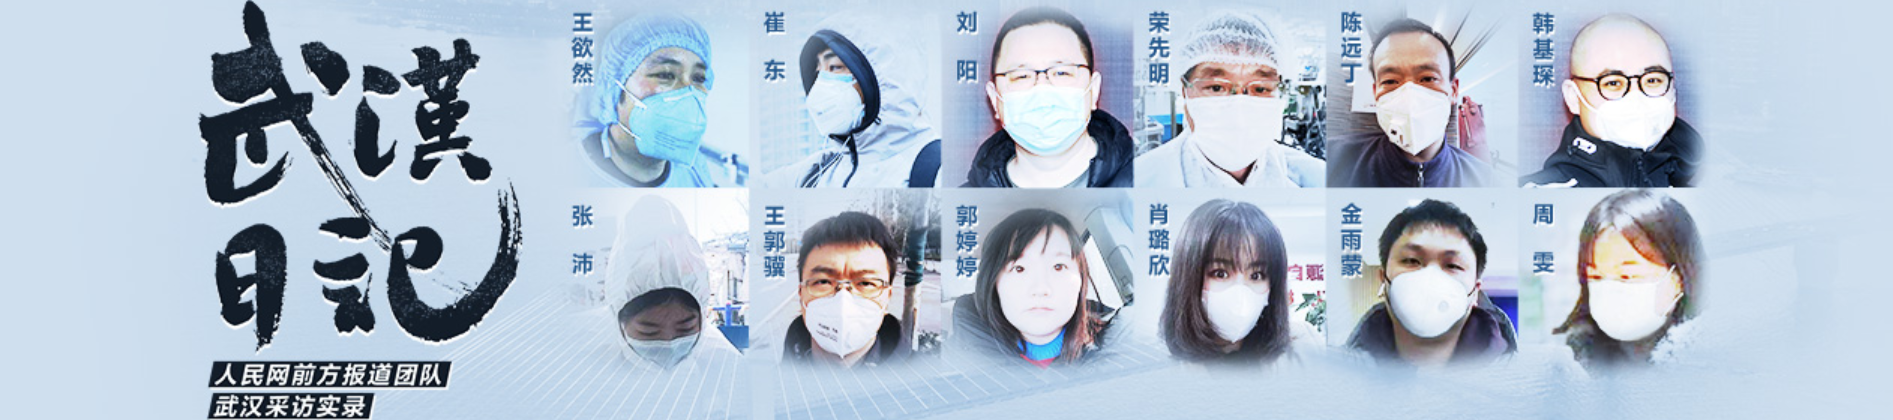 武漢
日記
人民网前方报道团队
武汉采访实录
王欲然
崔东
刘阳
荣先明
陈远丁
韩基琛
张沛
王郭骥
郭婷婷
肖璐欣
金雨蒙
周雯